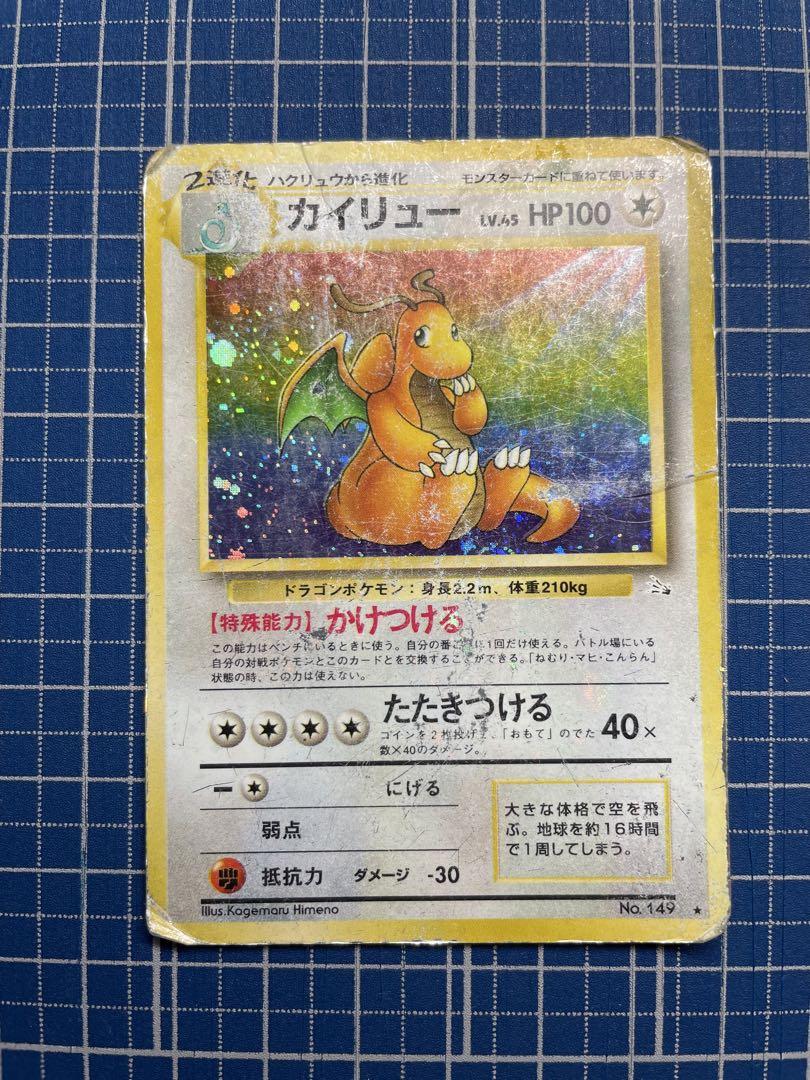 2進化 ハクリュウから進化 モンスターカードに重ねて使います。
カイリュー LV.45 HP100
ドラゴンポケモン：身長2.2m、体重210kg
【特殊能力】かけつける
この能力はベンチにいるときに使う。自分の番に1回だけ使える。バトル場にいる
自分の対戦ポケモンとこのカードとを交換することができる。「ねむり・マヒ・こんらん」
状態の時、この力は使えない。
たたきつける 40×
コインを2枚投げて、「おもて」のでた
数×40のダメージ。
にげる
弱点
抵抗力 ダメージ -30
大きな体格で空を飛
ぶ。地球を約16時間
で1周してしまう。
Illus.Kagemaru Himeno No. 149